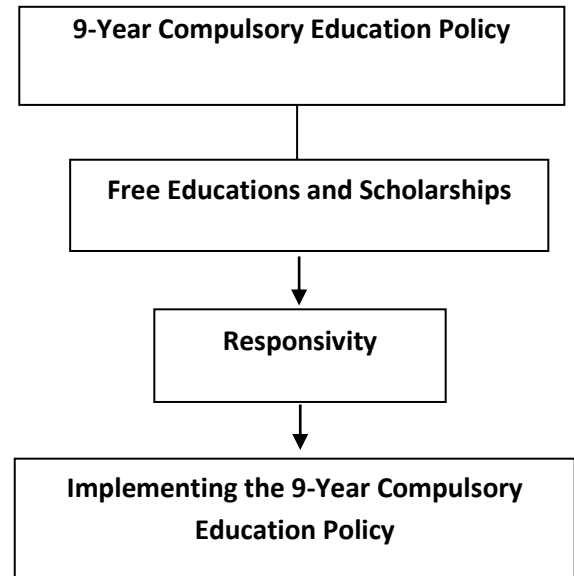 9-Year Compulsory Education Policy
Free Educations and Scholarships
Responsivity
Implementing the 9-Year Compulsory
Education Policy